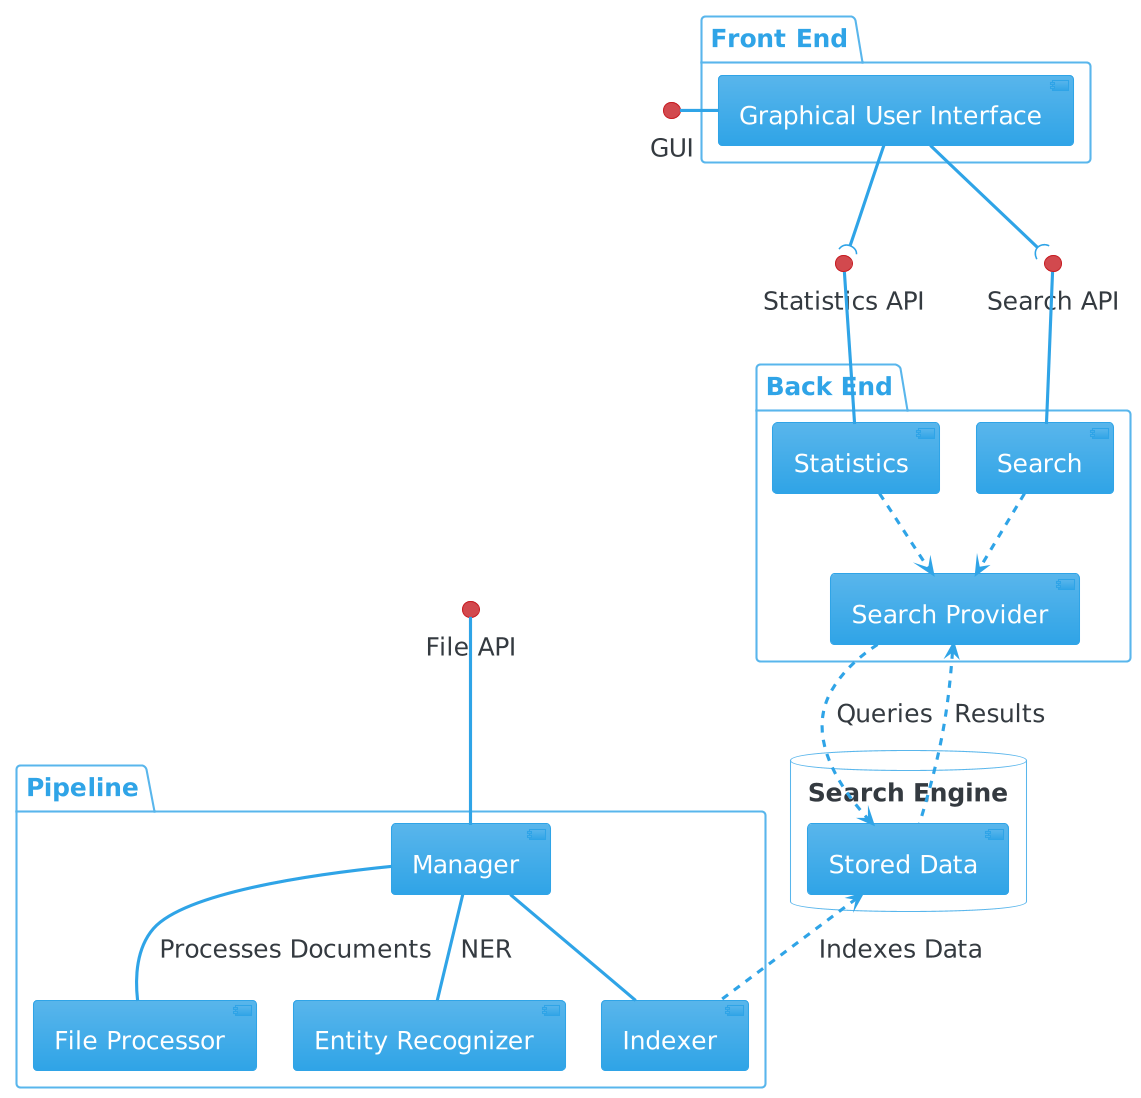 Front End
Graphical User Interface
GUI
Statistics API
Search API
Back End
Statistics
Search
Search Provider
File API
Queries
Results
Pipeline
Search Engine
Manager
Stored Data
Processes Documents
NER
Indexes Data
File Processor
Entity Recognizer
Indexer